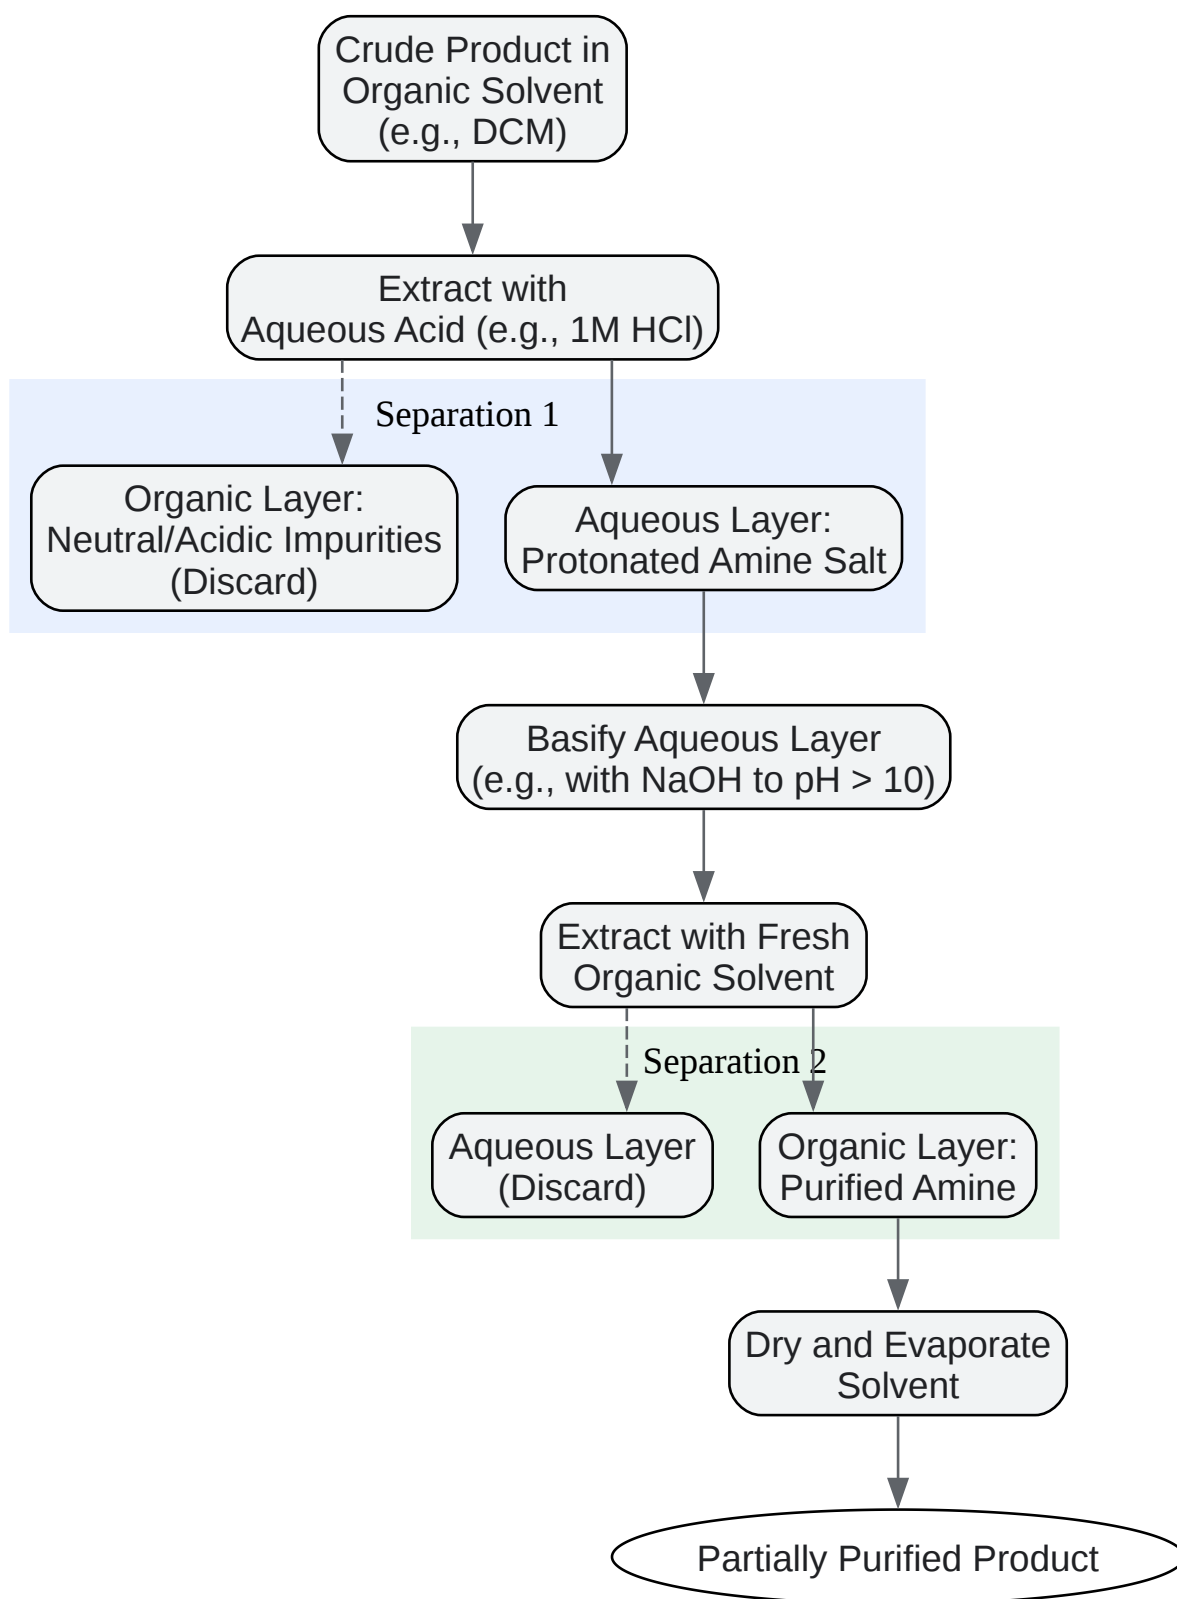 Crude Product in
Organic Solvent
(e.g., DCM)
Extract with
Aqueous Acid (e.g., 1M HCl)
Separation 1
Organic Layer:
Neutral/Acidic Impurities
(Discard)
Aqueous Layer:
Protonated Amine Salt
Basify Aqueous Layer
(e.g., with NaOH to pH > 10)
Extract with Fresh
Organic Solvent
Separation 2
Aqueous Layer
(Discard)
Organic Layer:
Purified Amine
Dry and Evaporate
Solvent
Partially Purified Product